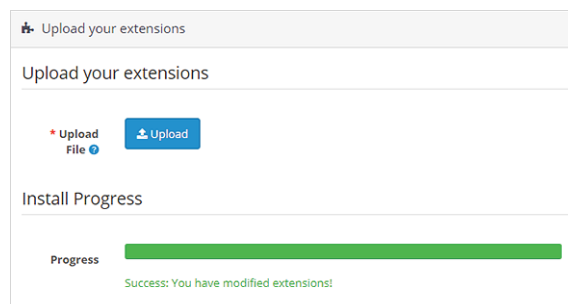 Upload your extensions
Upload your extensions
* Upload
File
Upload
Install Progress
Progress
Success: You have modified extensions!